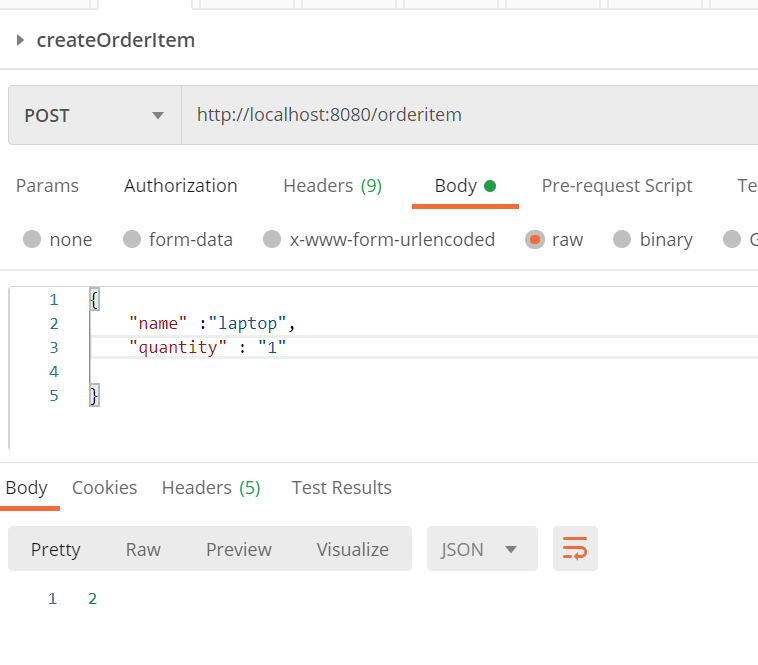 createOrderItem
POST http://localhost:8080/orderitem
Params Authorization Headers (9) Body Pre-request Script Te
none form-data x-www-form-urlencoded raw binary G
1 {
2 "name" :"laptop",
3 "quantity" : "1"
4
5 }
Body Cookies Headers (5) Test Results
Pretty Raw Preview Visualize JSON
1 2